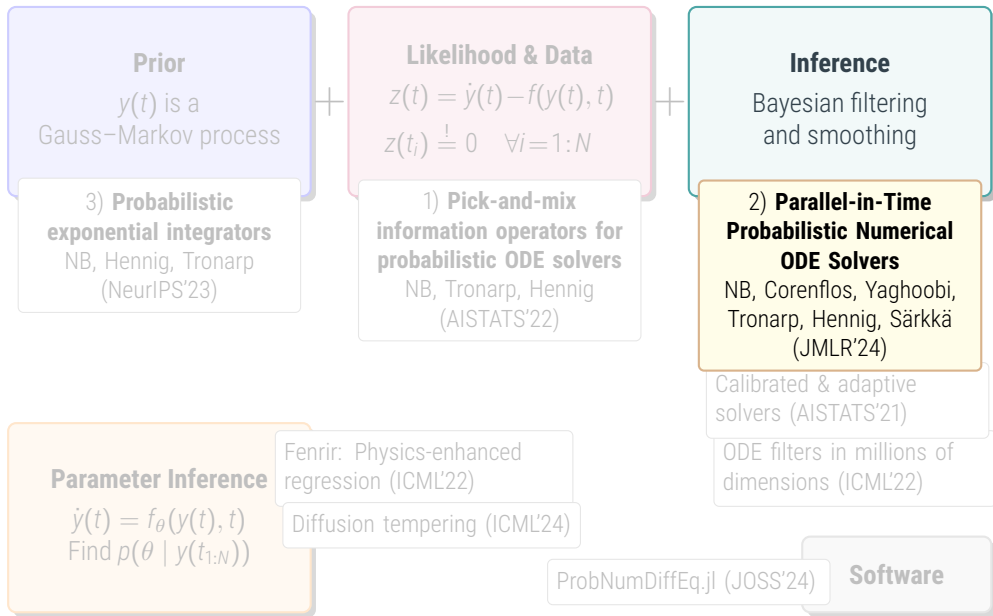 Prior
y(t) is a
Gauss–Markov process
+
Likelihood & Data
z(t) = ẏ(t)−f(y(t), t)
z(t_i) =^! 0 ∀i=1:N
+
Inference
Bayesian filtering
and smoothing
3) Probabilistic
exponential integrators
NB, Hennig, Tronarp
(NeurIPS'23)
1) Pick-and-mix
information operators for
probabilistic ODE solvers
NB, Tronarp, Hennig
(AISTATS'22)
2) Parallel-in-Time
Probabilistic Numerical
ODE Solvers
NB, Corenflos, Yaghoobi,
Tronarp, Hennig, Särkkä
(JMLR'24)
Calibrated & adaptive
solvers (AISTATS'21)
ODE filters in millions of
dimensions (ICML'22)
Parameter Inference
ẏ(t) = f_θ(y(t), t)
Find p(θ | y(t_{1:N}))
Fenrir: Physics-enhanced
regression (ICML'22)
Diffusion tempering (ICML'24)
ProbNumDiffEq.jl (JOSS'24)
Software